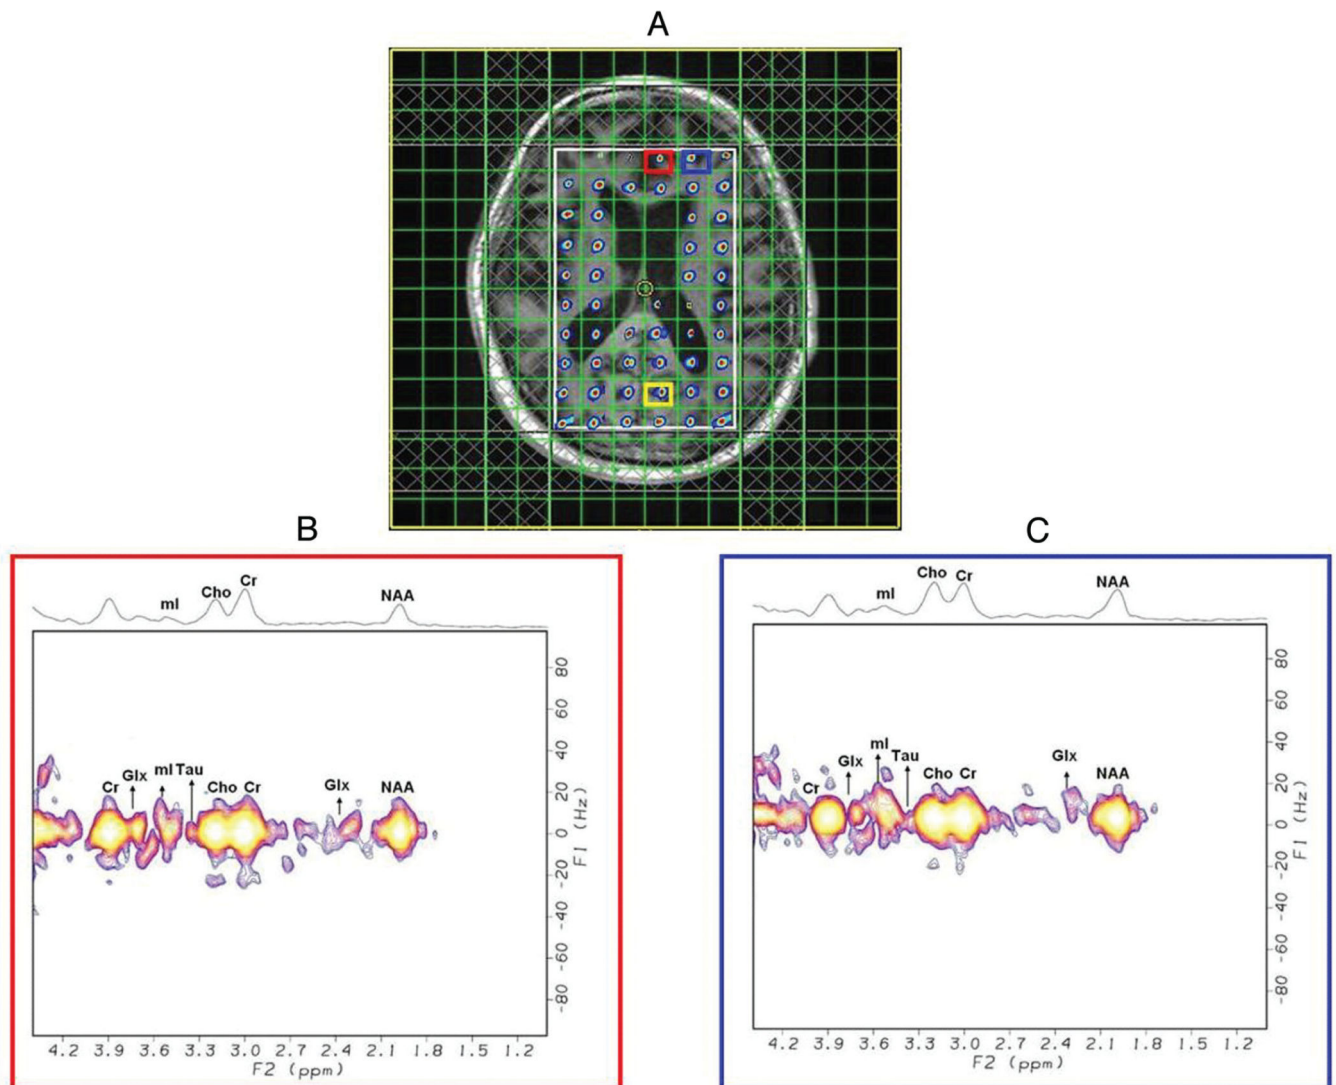 A
B
Cho Cr
mI
NAA
Cr Glx mI Tau Cho Cr Glx NAA
80
60
40
20
0
-20
-40
-60
-80
F1 (Hz)
4.2 3.9 3.6 3.3 3.0 2.7 2.4 2.1 1.8 1.5 1.2
F2 (ppm)
C
Cho Cr
mI
NAA
Cr Glx mI Tau Cho Cr Glx NAA
80
60
40
20
0
-20
-40
-60
-80
F1 (Hz)
4.2 3.9 3.6 3.3 3.0 2.7 2.4 2.1 1.8 1.5 1.2
F2 (ppm)